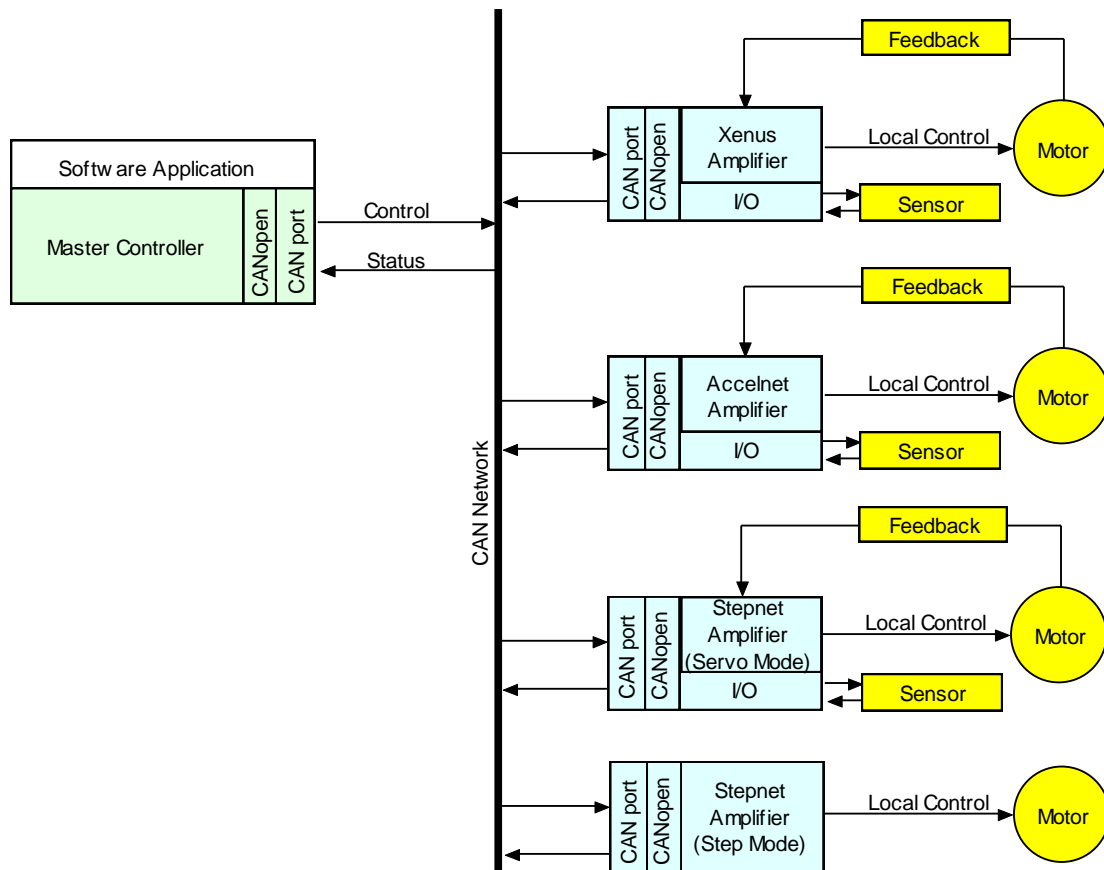 Software Application
Master Controller
CANopen
CAN port
Control
Status
CAN Network
Feedback
CAN port
CANopen
Xenus
Amplifier
I/O
Local Control
Motor
Sensor
Feedback
CAN port
CANopen
Accelnet
Amplifier
I/O
Local Control
Motor
Sensor
Feedback
CAN port
CANopen
Stepnet
Amplifier
(Servo Mode)
I/O
Local Control
Motor
Sensor
CAN port
CANopen
Stepnet
Amplifier
(Step Mode)
Local Control
Motor